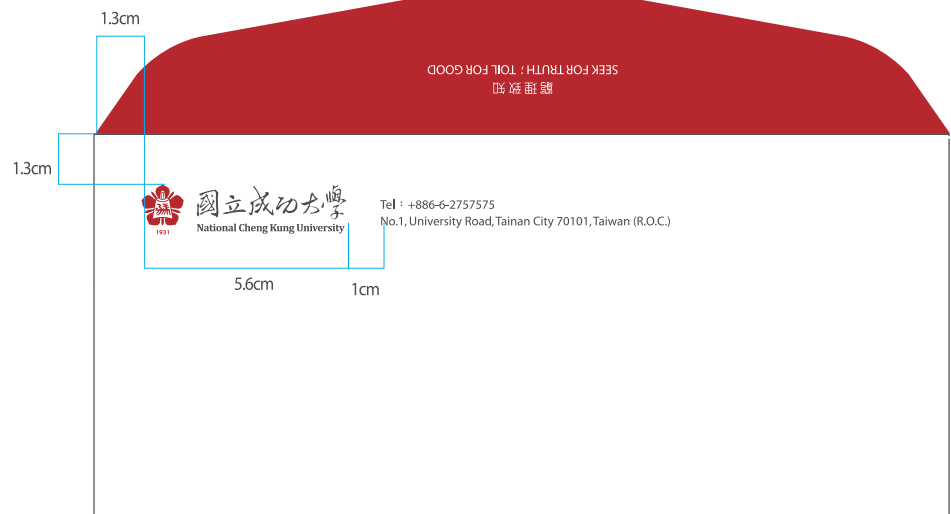 1.3cm
SEEK FOR TRUTH ; TOIL FOR GOOD
窮理致知
1.3cm
國立成功大學
National Cheng Kung University
1931
Tel : +886-6-2757575
No.1, University Road, Tainan City 70101, Taiwan (R.O.C.)
5.6cm
1cm